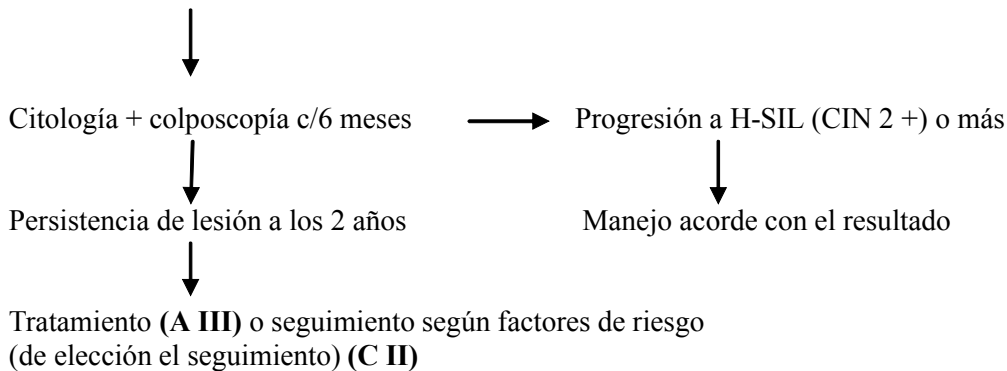 Citología + colposcopía c/6 meses
Progresión a H-SIL (CIN 2 +) o más
Persistencia de lesión a los 2 años
Manejo acorde con el resultado
Tratamiento (A III) o seguimiento según factores de riesgo
(de elección el seguimiento) (C II)